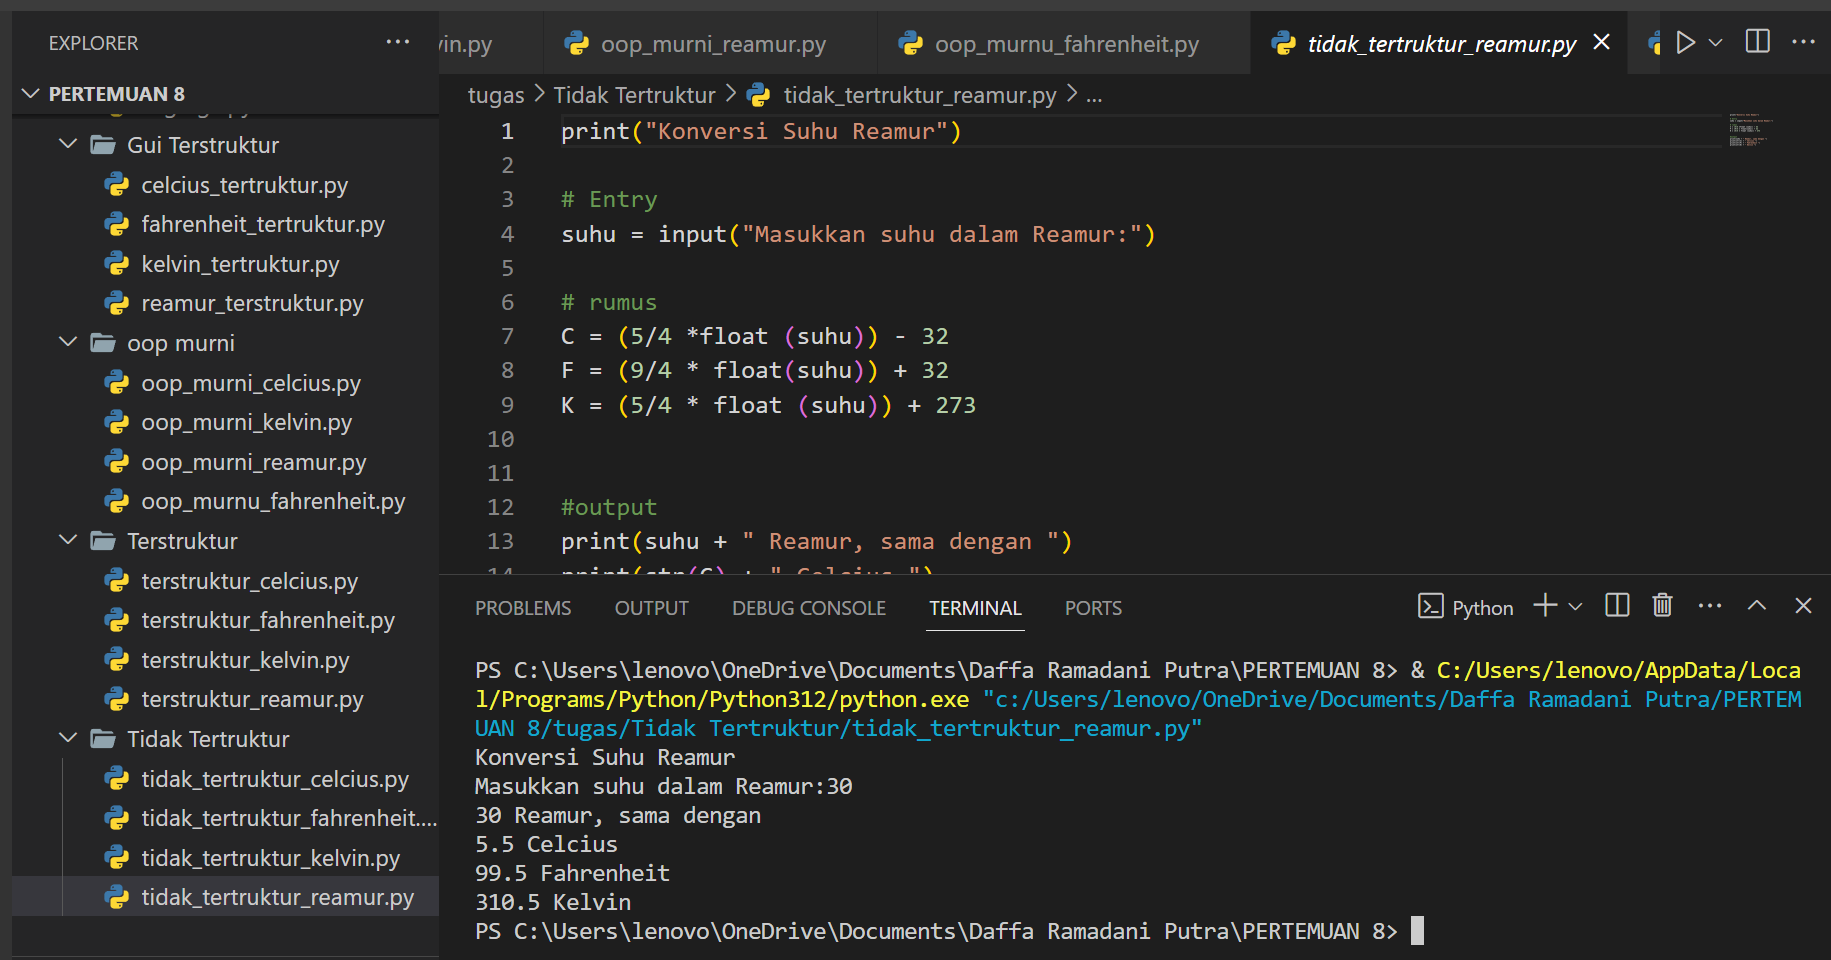 EXPLORER
PERTEMUAN 8
Gui Terstruktur
celcius_tertruktur.py
fahrenheit_tertruktur.py
kelvin_tertruktur.py
reamur_terstruktur.py
oop murni
oop_murni_celcius.py
oop_murni_kelvin.py
oop_murni_reamur.py
oop_murnu_fahrenheit.py
Terstruktur
terstruktur_celcius.py
terstruktur_fahrenheit.py
terstruktur_kelvin.py
terstruktur_reamur.py
Tidak Tertruktur
tidak_tertruktur_celcius.py
tidak_tertruktur_fahrenheit....
tidak_tertruktur_kelvin.py
tidak_tertruktur_reamur.py
vin.py oop_murni_reamur.py oop_murnu_fahrenheit.py tidak_tertruktur_reamur.py
tugas > Tidak Tertruktur > tidak_tertruktur_reamur.py > ...
1 print("Konversi Suhu Reamur")
2
3 # Entry
4 suhu = input("Masukkan suhu dalam Reamur:")
5
6 # rumus
7 C = (5/4 *float (suhu)) - 32
8 F = (9/4 * float(suhu)) + 32
9 K = (5/4 * float (suhu)) + 273
10
11
12 #output
13 print(suhu + " Reamur, sama dengan ")
14 print(str(C) + " Celcius ")
PROBLEMS OUTPUT DEBUG CONSOLE TERMINAL PORTS Python
PS C:\Users\lenovo\OneDrive\Documents\Daffa Ramadani Putra\PERTEMUAN 8> & C:/Users/lenovo/AppData/Loca
l/Programs/Python/Python312/python.exe "c:/Users/lenovo/OneDrive/Documents/Daffa Ramadani Putra/PERTEM
UAN 8/tugas/Tidak Tertruktur/tidak_tertruktur_reamur.py"
Konversi Suhu Reamur
Masukkan suhu dalam Reamur:30
30 Reamur, sama dengan
5.5 Celcius
99.5 Fahrenheit
310.5 Kelvin
PS C:\Users\lenovo\OneDrive\Documents\Daffa Ramadani Putra\PERTEMUAN 8>